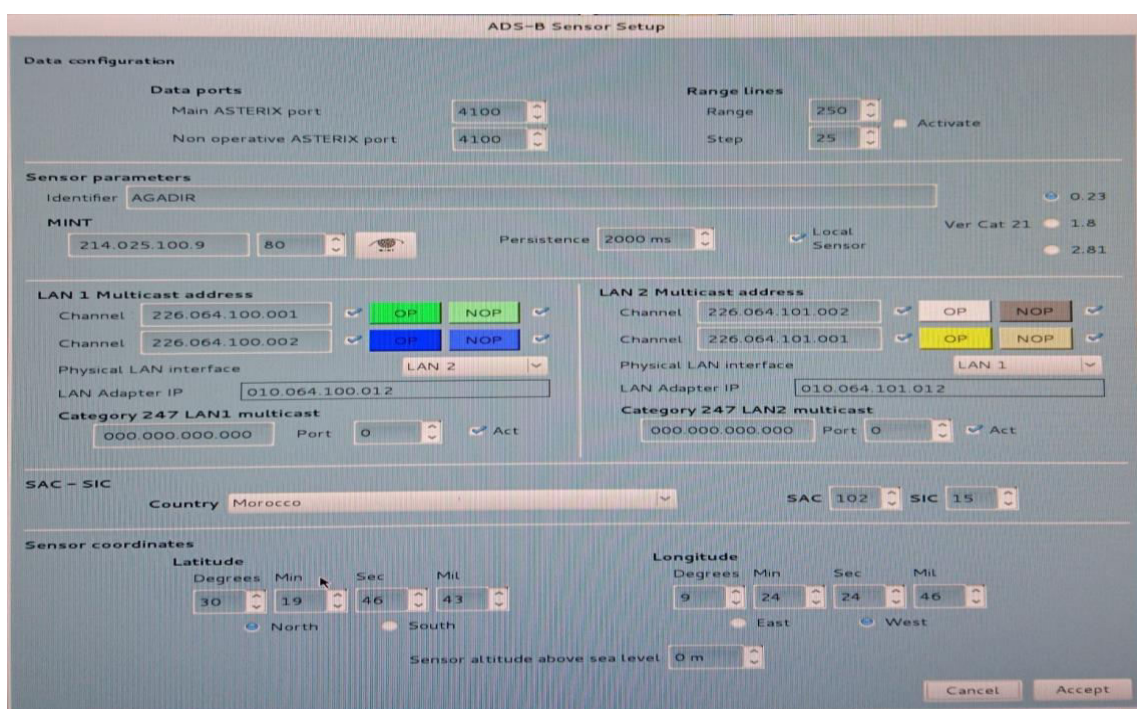 ADS-B Sensor Setup
Data configuration
Data ports
Main ASTERIX port 4100
Non operative ASTERIX port 4100
Range lines
Range 250
Step 25
Activate
Sensor parameters
Identifier AGADIR
MINT
214.025.100.9 80
Persistence 2000 ms
Local Sensor
Ver Cat 21
0.23
1.8
2.81
LAN 1 Multicast address
Channel 226.064.100.001 OP NOP
Channel 226.064.100.002 OP NOP
Physical LAN interface LAN 2
LAN Adapter IP 010.064.100.012
Category 247 LAN1 multicast
000.000.000.000 Port 0 Act
LAN 2 Multicast address
Channel 226.064.101.002 OP NOP
Channel 226.064.101.001 OP NOP
Physical LAN interface LAN 1
LAN Adapter IP 010.064.101.012
Category 247 LAN2 multicast
000.000.000.000 Port 0 Act
SAC - SIC
Country Morocco SAC 102 SIC 15
Sensor coordinates
Latitude
Degrees Min Sec Mil
30 19 46 43
North South
Longitude
Degrees Min Sec Mil
9 24 24 46
East West
Sensor altitude above sea level 0 m
Cancel Accept